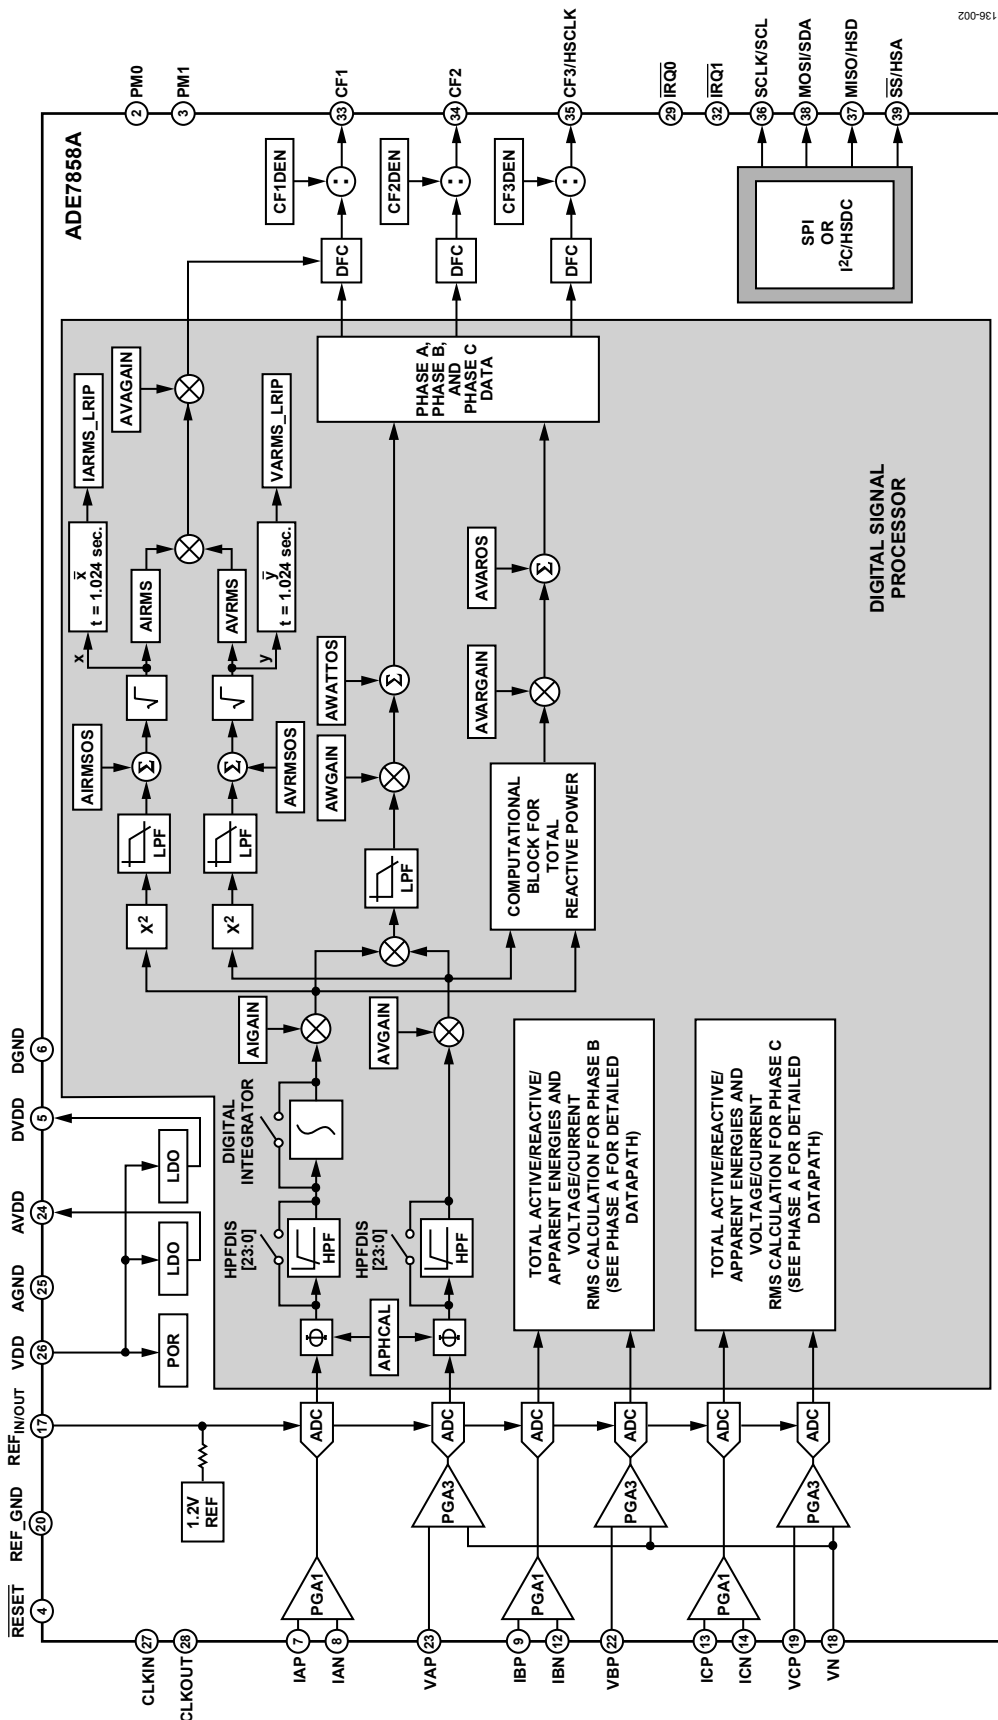 RESET
4
REF_GND
20
REFIN/OUT
17
VDD
26
AGND
25
AVDD
24
DVDD
5
DGND
6
CLKIN
27
CLKOUT
28
IAP
7
IAN
8
VAP
23
IBP
9
IBN
12
VBP
22
ICP
13
ICN
14
VCP
19
VN
18
1.2V
REF
POR
LDO
LDO
PGA1
PGA3
PGA1
PGA3
PGA1
PGA3
ADC
ADC
ADC
ADC
ADC
ADC
APHCAL
Φ
Φ
HPFDIS
[23:0]
HPF
HPFDIS
[23:0]
HPF
DIGITAL
INTEGRATOR
AIGAIN
AVGAIN
TOTAL ACTIVE/REACTIVE/
APPARENT ENERGIES AND
VOLTAGE/CURRENT
RMS CALCULATION FOR PHASE B
(SEE PHASE A FOR DETAILED
DATAPATH)
TOTAL ACTIVE/REACTIVE/
APPARENT ENERGIES AND
VOLTAGE/CURRENT
RMS CALCULATION FOR PHASE C
(SEE PHASE A FOR DETAILED
DATAPATH)
X2
X2
LPF
LPF
LPF
AIRMSOS
Σ
AVRMSOS
Σ
√
√
x
y
AIRMS
AVRMS
x
t = 1.024 sec.
y
t = 1.024 sec.
IARMS_LRIP
VARMS_LRIP
AVAGAIN
AWGAIN
AWATTOS
Σ
COMPUTATIONAL
BLOCK FOR
TOTAL
REACTIVE POWER
AVARGAIN
AVAROS
Σ
PHASE A,
PHASE B,
AND
PHASE C
DATA
DIGITAL SIGNAL
PROCESSOR
DFC
DFC
DFC
CF1DEN
:
CF2DEN
:
CF3DEN
:
ADE7858A
SPI
OR
I2C/HSDC
2
PM0
3
PM1
33
CF1
34
CF2
35
CF3/HSCLK
29
IRQ0
32
IRQ1
36
SCLK/SCL
38
MOSI/SDA
37
MISO/HSD
39
SS/HSA
136-002